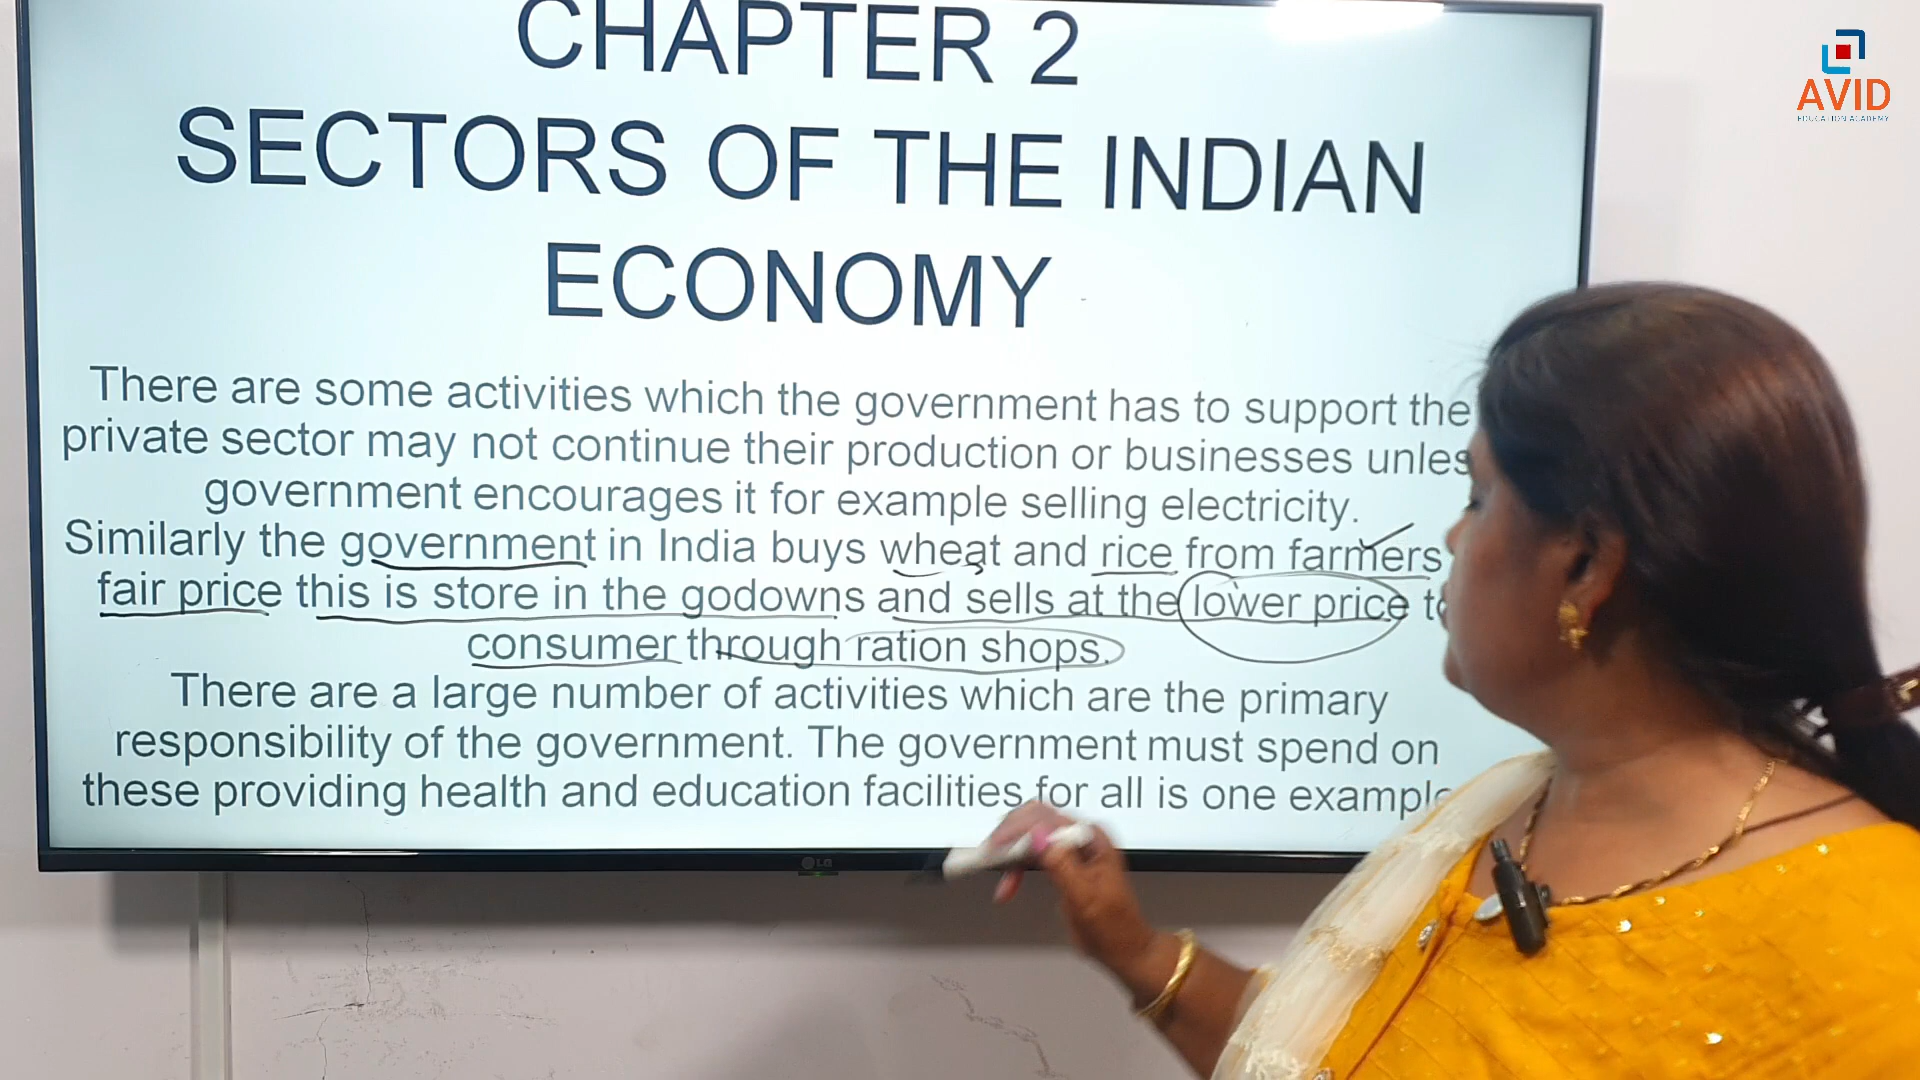 CHAPTER 2
SECTORS OF THE INDIAN
ECONOMY
There are some activities which the government has to support the
private sector may not continue their production or businesses unles
government encourages it for example selling electricity.
Similarly the government in India buys wheat and rice from farmers
fair price this is store in the godowns and sells at the lower price
consumer through ration shops.
There are a large number of activities which are the primary
responsibility of the government. The government must spend on
these providing health and education facilities for all is one example
LG
AVID
EDUCATION ACADEMY